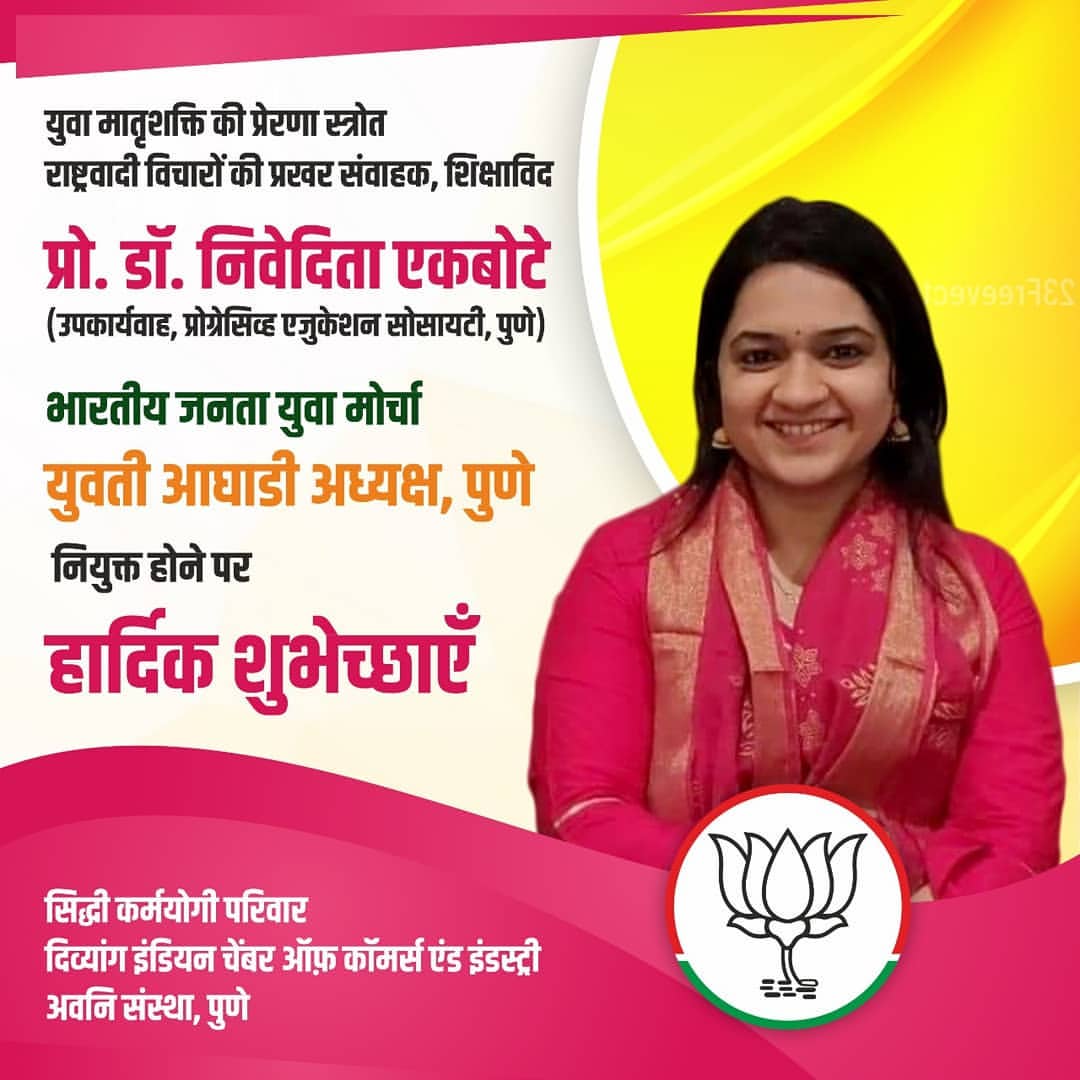 युवा मातृशक्ति की प्रेरणा स्त्रोत
राष्ट्रवादी विचारों की प्रखर संवाहक, शिक्षाविद
प्रो. डॉ. निवेदिता एकबोटे
(उपकार्यवाह, प्रोग्रेसिव्ह एजुकेशन सोसायटी, पुणे)
भारतीय जनता युवा मोर्चा
युवती आघाडी अध्यक्ष, पुणे
नियुक्त होने पर
हार्दिक शुभेच्छाएँ
सिद्धी कर्मयोगी परिवार
दिव्यांग इंडियन चेंबर ऑफ़ कॉमर्स एंड इंडस्ट्री
अवनि संस्था, पुणे